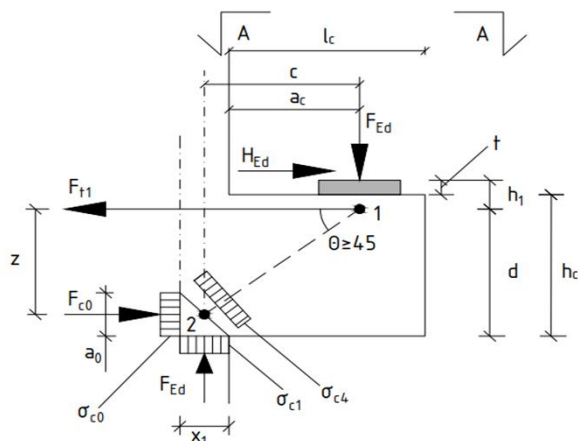 A l_c A
c
a_c
F_Ed
t
H_Ed
F_t1
h_1
1
Θ≥45
z
d
h_c
F_c0
2
a_0
F_Ed
σ_c1
σ_c4
σ_c0
x_1